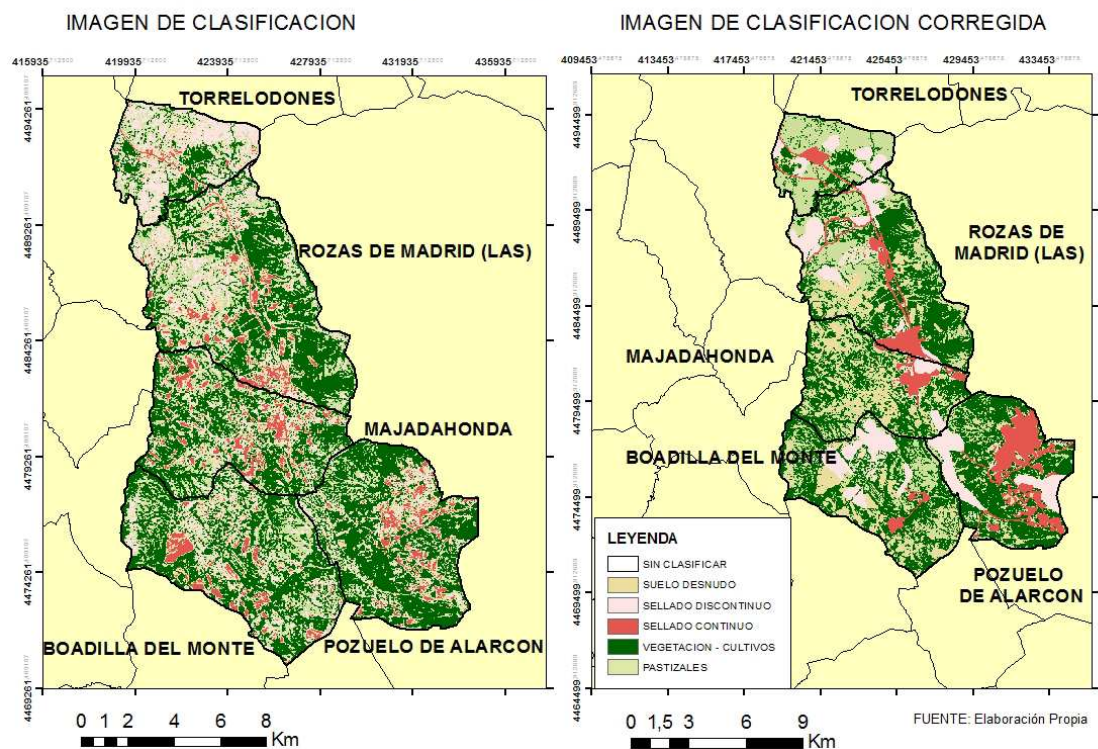 IMAGEN DE CLASIFICACION
415935 419935 423935 427935 431935 435935
TORRELODONES
4494261
4489261
ROZAS DE MADRID (LAS)
4484261
MAJADAHONDA
4479261
4474261
BOADILLA DEL MONTE
POZUELO DE ALARCON
4469261
0 1 2 4 6 8
Km
IMAGEN DE CLASIFICACION CORREGIDA
409453 413453 417453 421453 425453 429453 433453
TORRELODONES
4494499
4489499
ROZAS DE
MADRID (LAS)
4484499
MAJADAHONDA
4479499
BOADILLA DEL MONTE
4474499
LEYENDA
SIN CLASIFICAR
SUELO DESNUDO
SELLADO DISCONTINUO
SELLADO CONTINUO
VEGETACION - CULTIVOS
PASTIZALES
POZUELO
DE ALARCON
4469499
4464499
0 1,5 3 6 9
Km
FUENTE: Elaboración Propia